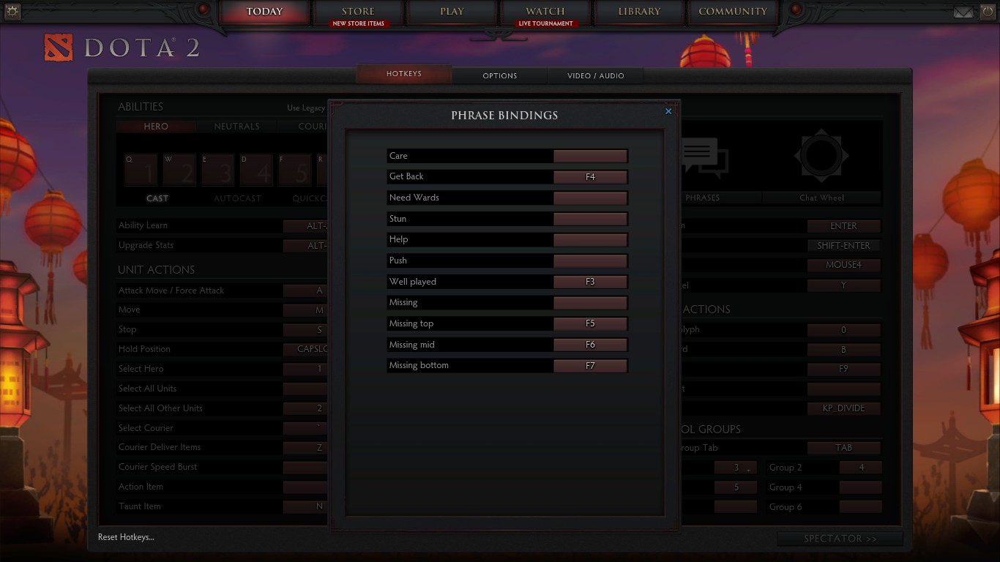 TODAY
STORE
NEW STORE ITEMS
PLAY
WATCH
LIVE TOURNAMENT
LIBRARY
COMMUNITY
DOTA 2
HOTKEYS
OPTIONS
VIDEO / AUDIO
ABILITIES
Use Legacy
HERO
NEUTRALS
COURI
Q 1
W 2
E 3
D 4
F 5
R
CAST
AUTOCAST
QUICKCA
Ability Learn ALT-
Upgrade Stats ALT-
UNIT ACTIONS
Attack Move / Force Attack A
Move M
Stop S
Hold Position CAPSLO
Select Hero 1
Select All Units
Select All Other Units 2
Select Courier `
Courier Deliver Items Z
Courier Speed Burst
Action Item
Taunt Item N
PHRASE BINDINGS
Care
Get Back F4
Need Wards
Stun
Help
Push
Well played F3
Missing
Missing top F5
Missing mid F6
Missing bottom F7
PHRASES
Chat Wheel
ENTER
SHIFT-ENTER
MOUSE4
el Y
ACTIONS
lyph 0
d B
F9
t
KP_DIVIDE
OL GROUPS
roup Tab TAB
3 Group 2 4
5 Group 4
Group 6
Reset Hotkeys...
SPECTATOR >>